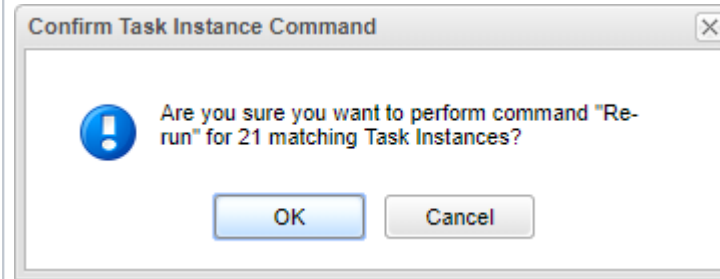 Confirm Task Instance Command
Are you sure you want to perform command "Re-
run" for 21 matching Task Instances?
OK
Cancel